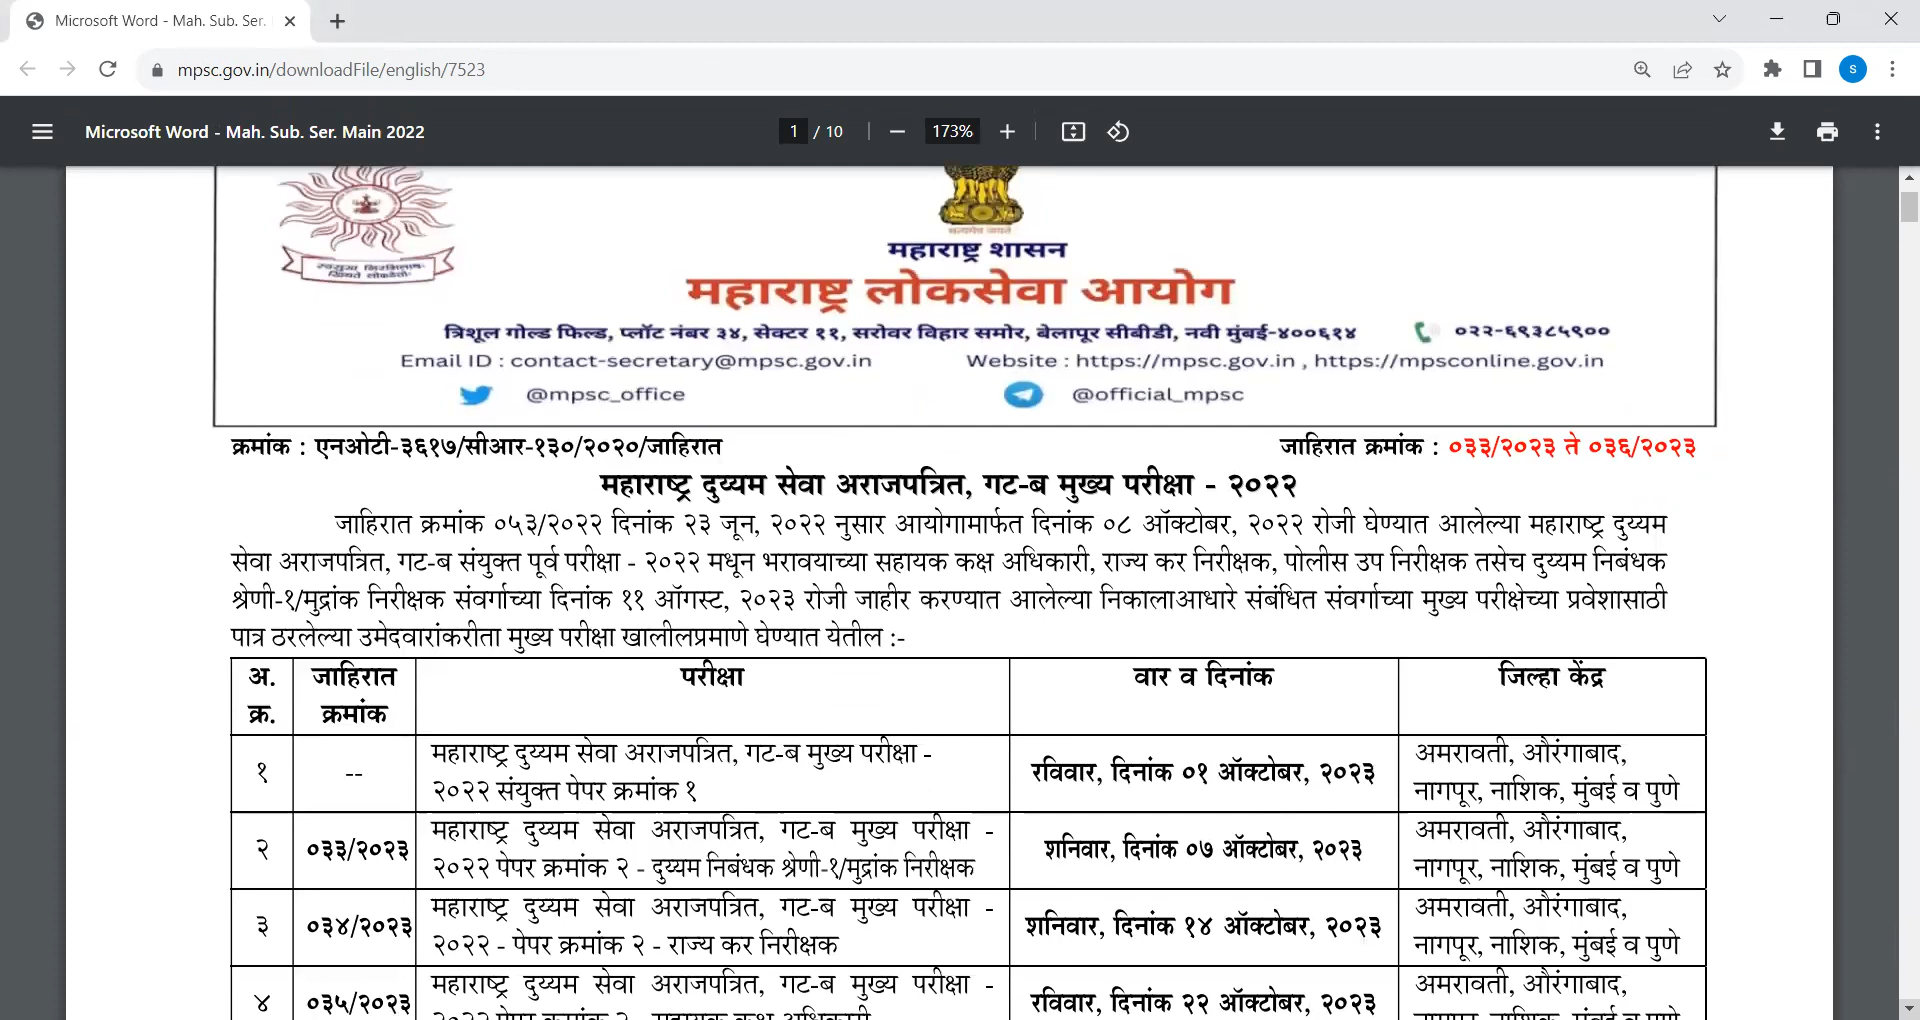 Microsoft Word - Mah. Sub. Ser.
mpsc.gov.in/downloadFile/english/7523
S
Microsoft Word - Mah. Sub. Ser. Main 2022
1 / 10
173%
महाराष्ट्र शासन
महाराष्ट्र लोकसेवा आयोग
त्रिशूल गोल्ड फिल्ड, प्लॉट नंबर ३४, सेक्टर ११, सरोवर विहार समोर, बेलापूर सीबीडी, नवी मुंबई-४००६१४ ०२२-६९३८५९००
Email ID : contact-secretary@mpsc.gov.in Website : https://mpsc.gov.in , https://mpsconline.gov.in
@mpsc_office @official_mpsc
क्रमांक : एनओटी-३६१७/सीआर-१३०/२०२०/जाहिरात जाहिरात क्रमांक : ०३३/२०२३ ते ०३६/२०२३
महाराष्ट्र दुय्यम सेवा अराजपत्रित, गट-ब मुख्य परीक्षा - २०२२
जाहिरात क्रमांक ०५३/२०२२ दिनांक २३ जून, २०२२ नुसार आयोगामार्फत दिनांक ०८ ऑक्टोबर, २०२२ रोजी घेण्यात आलेल्या महाराष्ट्र दुय्यम
सेवा अराजपत्रित, गट-ब संयुक्त पूर्व परीक्षा - २०२२ मधून भरावयाच्या सहायक कक्ष अधिकारी, राज्य कर निरीक्षक, पोलीस उप निरीक्षक तसेच दुय्यम निबंधक
श्रेणी-१/मुद्रांक निरीक्षक संवर्गाच्या दिनांक ११ ऑगस्ट, २०२३ रोजी जाहीर करण्यात आलेल्या निकालाआधारे संबंधित संवर्गाच्या मुख्य परीक्षेच्या प्रवेशासाठी
पात्र ठरलेल्या उमेदवारांकरीता मुख्य परीक्षा खालीलप्रमाणे घेण्यात येतील :-
अ. जाहिरात परीक्षा वार व दिनांक जिल्हा केंद्र
क्र. क्रमांक
महाराष्ट्र दुय्यम सेवा अराजपत्रित, गट-ब मुख्य परीक्षा - अमरावती, औरंगाबाद,
१ -- रविवार, दिनांक ०१ ऑक्टोबर, २०२३
२०२२ संयुक्त पेपर क्रमांक १ नागपूर, नाशिक, मुंबई व पुणे
महाराष्ट्र दुय्यम सेवा अराजपत्रित, गट-ब मुख्य परीक्षा - अमरावती, औरंगाबाद,
२ ०३३/२०२३ शनिवार, दिनांक ०७ ऑक्टोबर, २०२३
२०२२ पेपर क्रमांक २ - दुय्यम निबंधक श्रेणी-१/मुद्रांक निरीक्षक नागपूर, नाशिक, मुंबई व पुणे
महाराष्ट्र दुय्यम सेवा अराजपत्रित, गट-ब मुख्य परीक्षा - अमरावती, औरंगाबाद,
३ ०३४/२०२३ शनिवार, दिनांक १४ ऑक्टोबर, २०२३
२०२२ - पेपर क्रमांक २ - राज्य कर निरीक्षक नागपूर, नाशिक, मुंबई व पुणे
महाराष्ट्र दुय्यम सेवा अराजपत्रित, गट-ब मुख्य परीक्षा - अमरावती, औरंगाबाद,
४ ०३५/२०२३ रविवार, दिनांक २२ ऑक्टोबर, २०२३